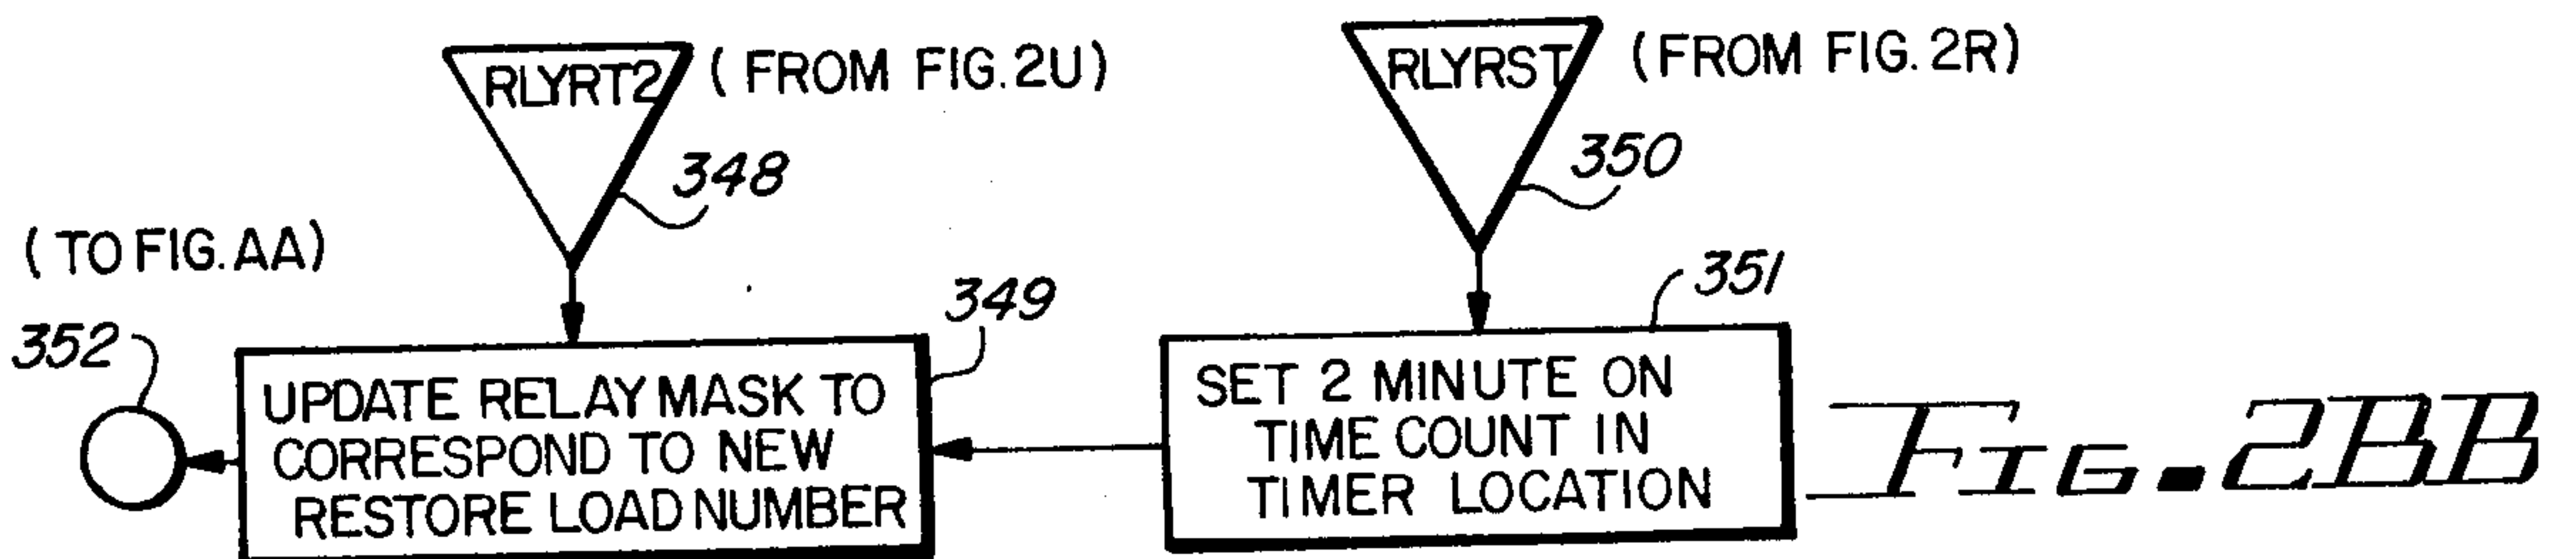 RLYRT2
(FROM FIG.2U)
348
RLYRST
(FROM FIG.2R)
350
(TO FIG.AA)
352
349
UPDATE RELAY MASK TO
CORRESPOND TO NEW
RESTORE LOAD NUMBER
351
SET 2 MINUTE ON
TIME COUNT IN
TIMER LOCATION
FIG. 2BB